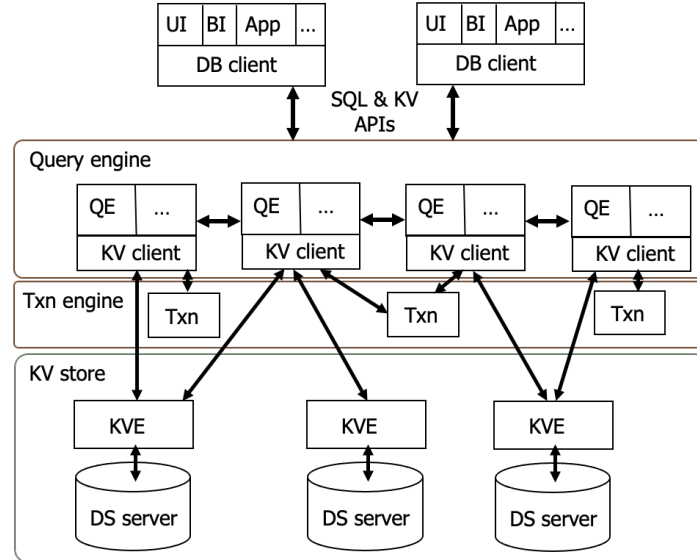 UI BI App ... UI BI App ...
DB client DB client
SQL & KV
APIs
Query engine
QE ... QE ... QE ... QE ...
KV client KV client KV client KV client
Txn engine
Txn Txn Txn
KV store
KVE KVE KVE
DS server DS server DS server